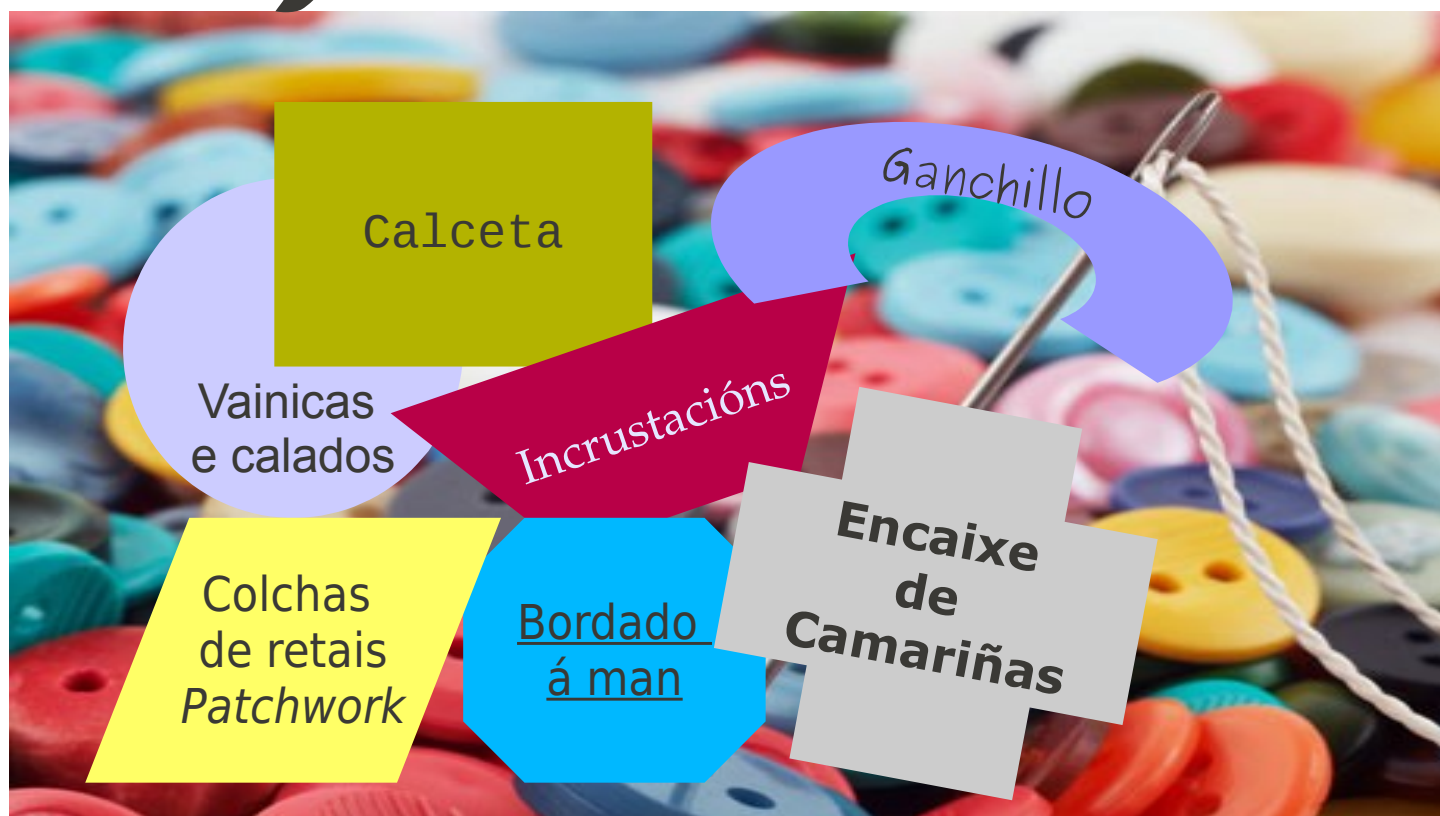 Calceta
Ganchillo
Vainicas
e calados
Incrustacións
Encaixe
de
Camariñas
Colchas
de retais
Patchwork
Bordado
á man